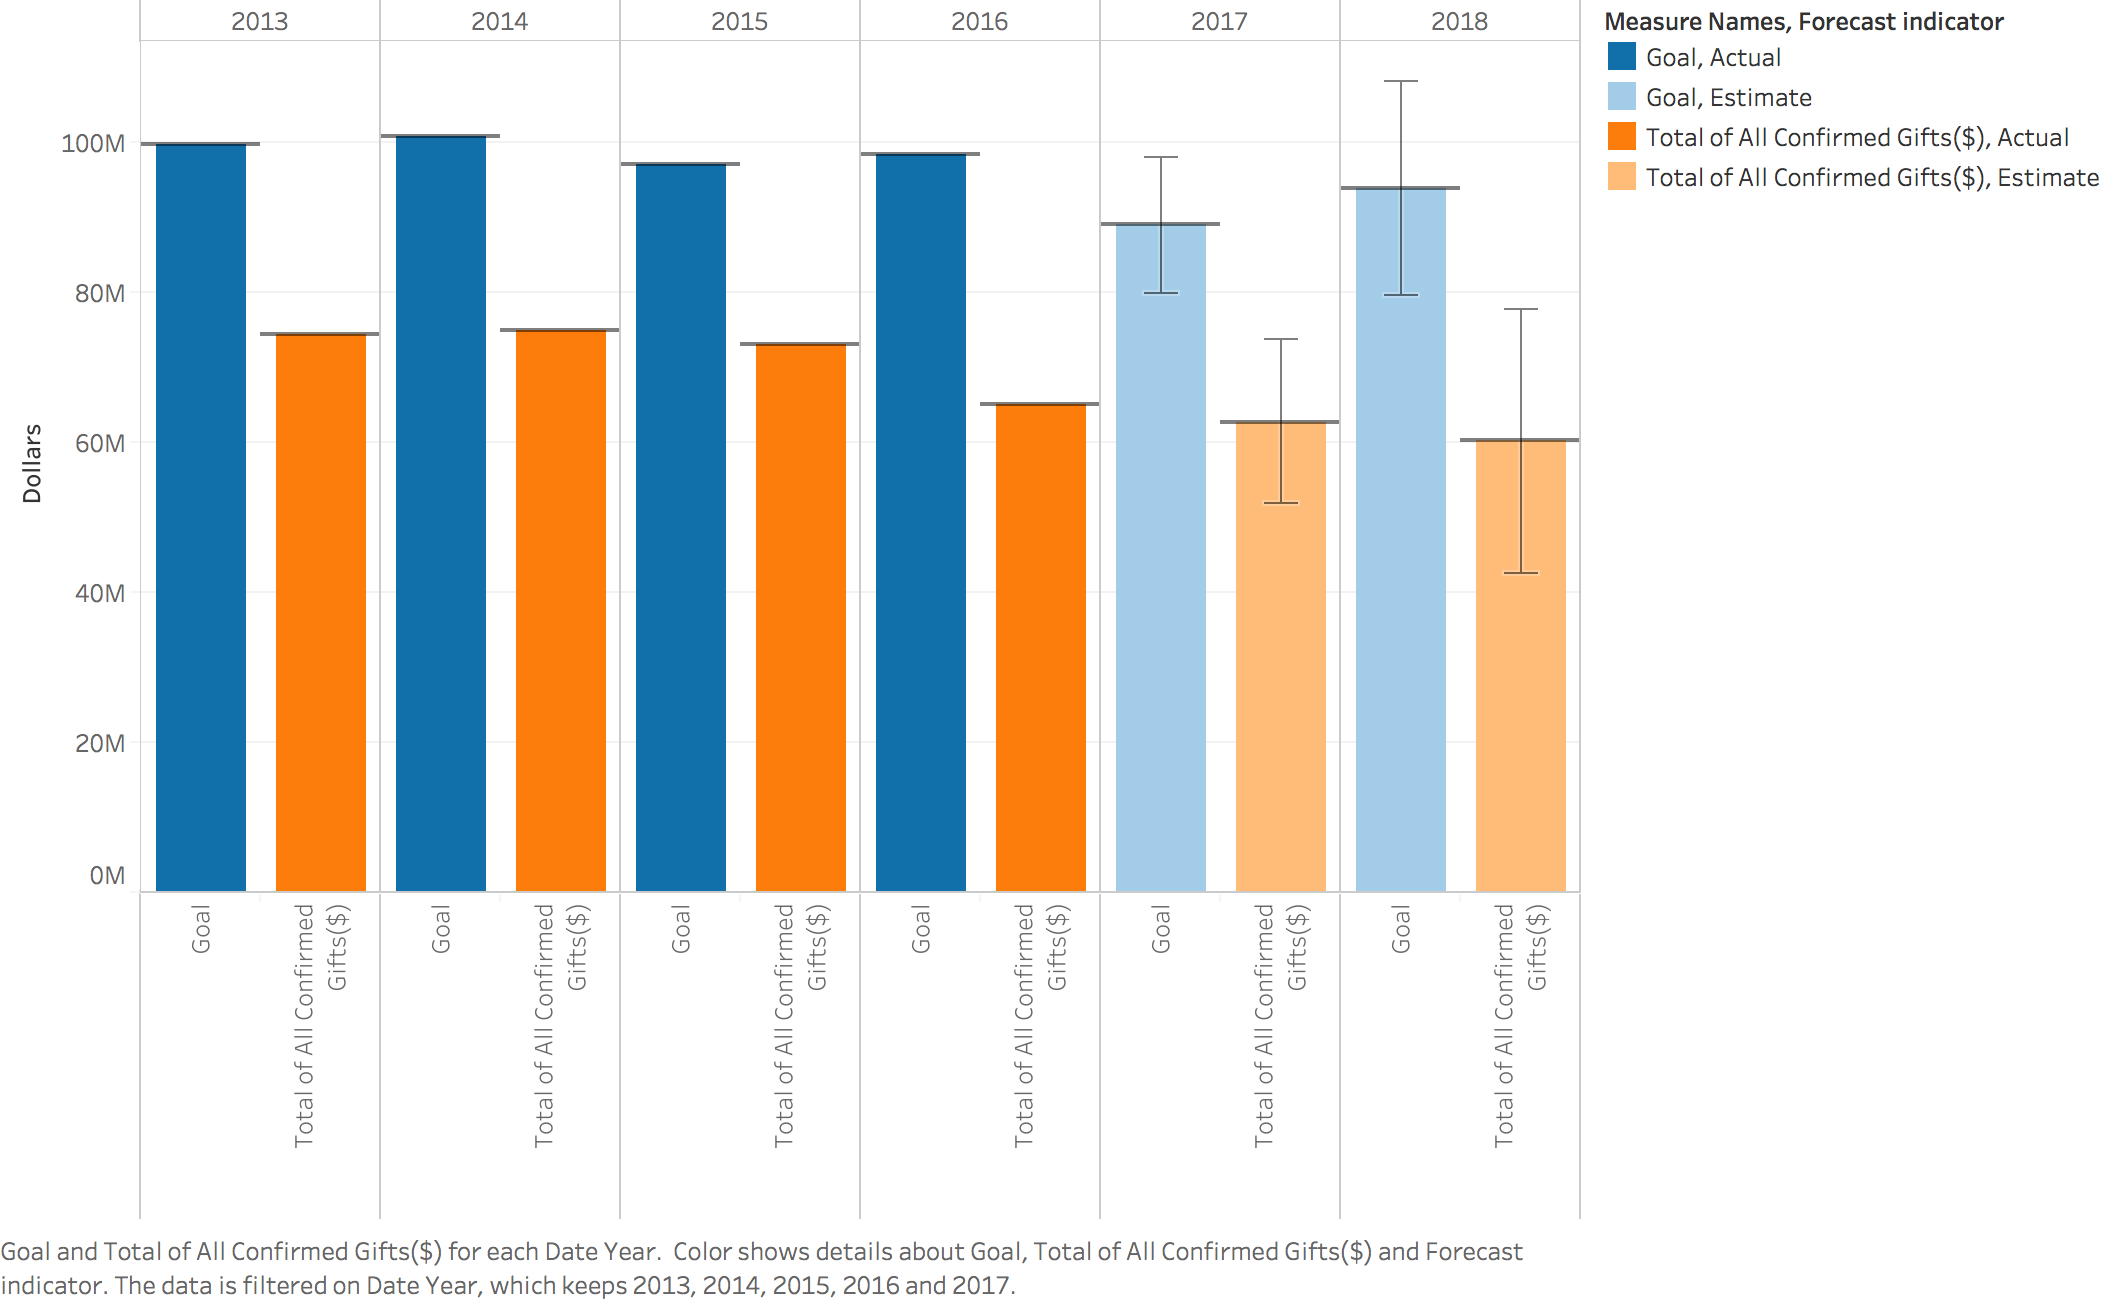 2013
2014
2015
2016
2017
2018
Measure Names, Forecast indicator
Goal, Actual
Goal, Estimate
Total of All Confirmed Gifts($), Actual
Total of All Confirmed Gifts($), Estimate
Dollars
100M
80M
60M
40M
20M
0M
Goal
Total of All Confirmed
Gifts($)
Goal
Total of All Confirmed
Gifts($)
Goal
Total of All Confirmed
Gifts($)
Goal
Total of All Confirmed
Gifts($)
Goal
Total of All Confirmed
Gifts($)
Goal
Total of All Confirmed
Gifts($)
Goal and Total of All Confirmed Gifts($) for each Date Year.  Color shows details about Goal, Total of All Confirmed Gifts($) and Forecast
indicator. The data is filtered on Date Year, which keeps 2013, 2014, 2015, 2016 and 2017.